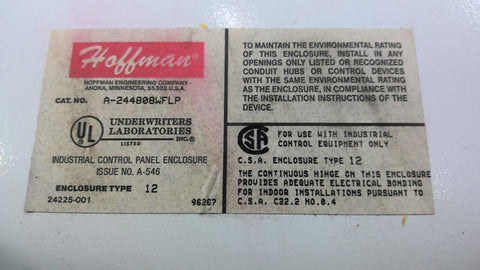 Hoffman®
HOFFMAN ENGINEERING COMPANY
ANOKA, MINNESOTA, 55303 U.S.A.
CAT. NO. A-244808WFLP
UL
UNDERWRITERS
LABORATORIES
INC.®
LISTED
INDUSTRIAL CONTROL PANEL ENCLOSURE
ISSUE NO. A-546
ENCLOSURE TYPE 12
24225-001 96267
TO MAINTAIN THE ENVIRONMENTAL RATING
OF THIS ENCLOSURE, INSTALL IN ANY
OPENINGS ONLY LISTED OR RECOGNIZED
CONDUIT HUBS OR CONTROL DEVICES
WITH THE SAME ENVIRONMENTAL RATING
AS THE ENCLOSURE, IN COMPLIANCE WITH
THE INSTALLATION INSTRUCTIONS OF THE
DEVICE.
SA
FOR USE WITH INDUSTRIAL
CONTROL EQUIPMENT ONLY
C.S.A. ENCLOSURE TYPE 12
THE CONTINUOUS HINGE ON THIS ENCLOSURE
PROVIDES ADEQUATE ELECTRICAL BONDING
FOR INDOOR INSTALLATIONS PURSUANT TO
C.S.A. C22.2 NO.0.4